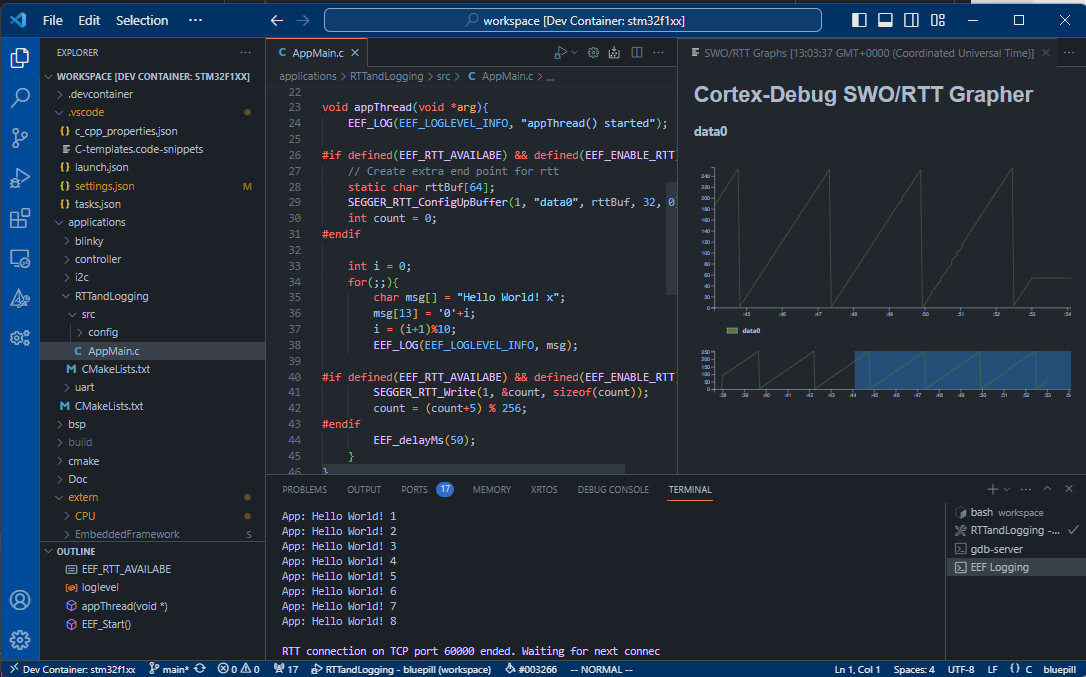 File Edit Selection ···
workspace [Dev Container: stm32f1xx]
EXPLORER
WORKSPACE [DEV CONTAINER: STM32F1XX]
.devcontainer
.vscode
c_cpp_properties.json
C-templates.code-snippets
launch.json
settings.json M
tasks.json
applications
blinky
controller
i2c
RTTandLogging
src
config
C AppMain.c
M CMakeLists.txt
uart
M CMakeLists.txt
bsp
build
cmake
Doc
extern
CPU
EmbeddedFramework S
OUTLINE
EEF_RTT_AVAILABE
loglevel
appThread(void *)
EEF_Start()
C AppMain.c
applications > RTTandLogging > src > C AppMain.c > ...
22
23 void appThread(void *arg){
24 EEF_LOG(EEF_LOGLEVEL_INFO, "appThread() started");
25
26 #if defined(EEF_RTT_AVAILABE) && defined(EEF_ENABLE_RTT)
27 // Create extra end point for rtt
28 static char rttBuf[64];
29 SEGGER_RTT_ConfigUpBuffer(1, "data0", rttBuf, 32, 0
30 int count = 0;
31 #endif
32
33 int i = 0;
34 for(;;){
35 char msg[] = "Hello World! x";
36 msg[13] = '0'+i;
37 i = (i+1)%10;
38 EEF_LOG(EEF_LOGLEVEL_INFO, msg);
39
40 #if defined(EEF_RTT_AVAILABE) && defined(EEF_ENABLE_RTT)
41 SEGGER_RTT_Write(1, &count, sizeof(count));
42 count = (count+5) % 256;
43 #endif
44 EEF_delayMs(50);
45 }
46 }
SWO/RTT Graphs [13:03:37 GMT+0000 (Coordinated Universal Time)]
Cortex-Debug SWO/RTT Grapher
data0
240
220
200
180
160
140
120
100
80
60
40
20
0
:45 :46 :47 :48 :49 :50 :51 :52 :53 :54
data0
250
200
150
100
50
0
:38 :39 :40 :41 :42 :43 :44 :45 :46 :47 :48 :49 :50 :51 :52 :53
PROBLEMS OUTPUT PORTS 17 MEMORY XRTOS DEBUG CONSOLE TERMINAL
App: Hello World! 1
App: Hello World! 2
App: Hello World! 3
App: Hello World! 4
App: Hello World! 5
App: Hello World! 6
App: Hello World! 7
App: Hello World! 8
RTT connection on TCP port 60000 ended. Waiting for next connec
bash workspace
RTTandLogging -...
gdb-server
EEF Logging
Dev Container: stm32f1xx main* 0 0 17 RTTandLogging - bluepill (workspace) #003266 -- NORMAL -- Ln 1, Col 1 Spaces: 4 UTF-8 LF {} C bluepill